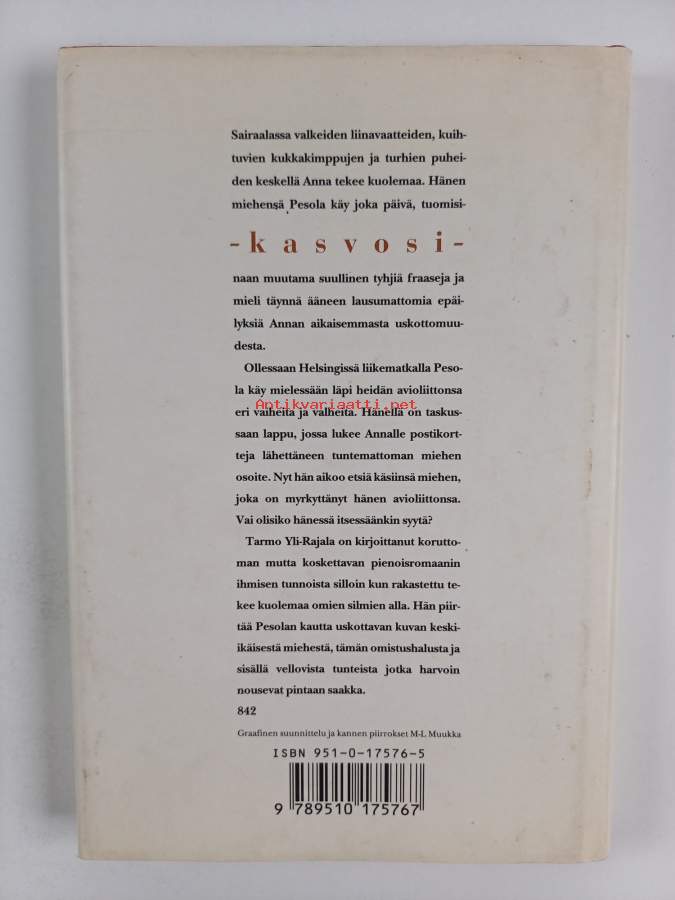 Sairaalassa valkeiden liinavaatteiden, kuih-
tuvien kukkakimppujen ja turhien puhei-
den keskellä Anna tekee kuolemaa. Hänen
miehensä Pesola käy joka päivä, tuomisi-
- k a s v o s i -
naan muutama suullinen tyhjiä fraaseja ja
mieli täynnä ääneen lausumattomia epäi-
lyksiä Annan aikaisemmasta uskottomuu-
desta.
Ollessaan Helsingissä liikematkalla Peso-
la käy mielessään läpi heidän avioliittonsa
Antikvariaatti.net
eri vaiheita ja valheita. Hänellä on taskus-
saan lappu, jossa lukee Annalle postikort-
teja lähettäneen tuntemattoman miehen
osoite. Nyt hän aikoo etsiä käsiinsä miehen,
joka on myrkyttänyt hänen avioliittonsa.
Vai olisiko hänessä itsessäänkin syytä?
Tarmo Yli-Rajala on kirjoittanut korutto-
man mutta koskettavan pienoisromaanin
ihmisen tunnoista silloin kun rakastettu te-
kee kuolemaa omien silmien alla. Hän piir-
tää Pesolan kautta uskottavan kuvan keski-
ikäisestä miehestä, tämän omistushalusta ja
sisällä vellovista tunteista jotka harvoin
nousevat pintaan saakka.
842
Graafinen suunnittelu ja kannen piirrokset M-L Muukka
ISBN 951-0-17576-5
9 789510 175767